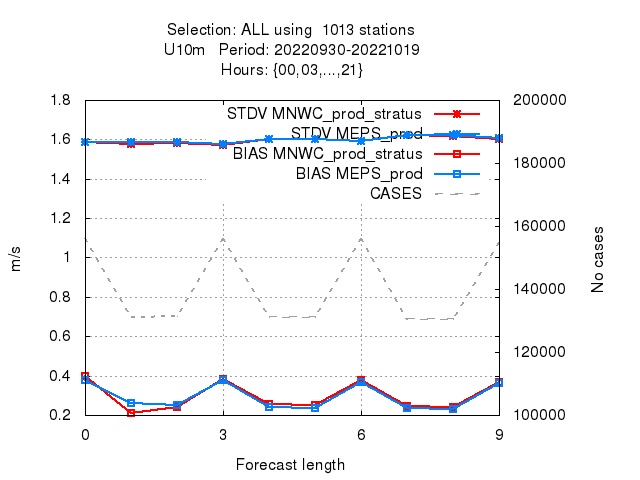 Selection: ALL using  1013 stations
U10m   Period: 20220930-20221019
Hours: {00,03,...,21}
1.8
1.6
1.4
1.2
1
0.8
0.6
0.4
0.2
m/s
STDV MNWC_prod_stratus
STDV MEPS_prod
BIAS MNWC_prod_stratus
BIAS MEPS_prod
CASES
200000
180000
160000
140000
120000
100000
No cases
0 3 6 9
Forecast length